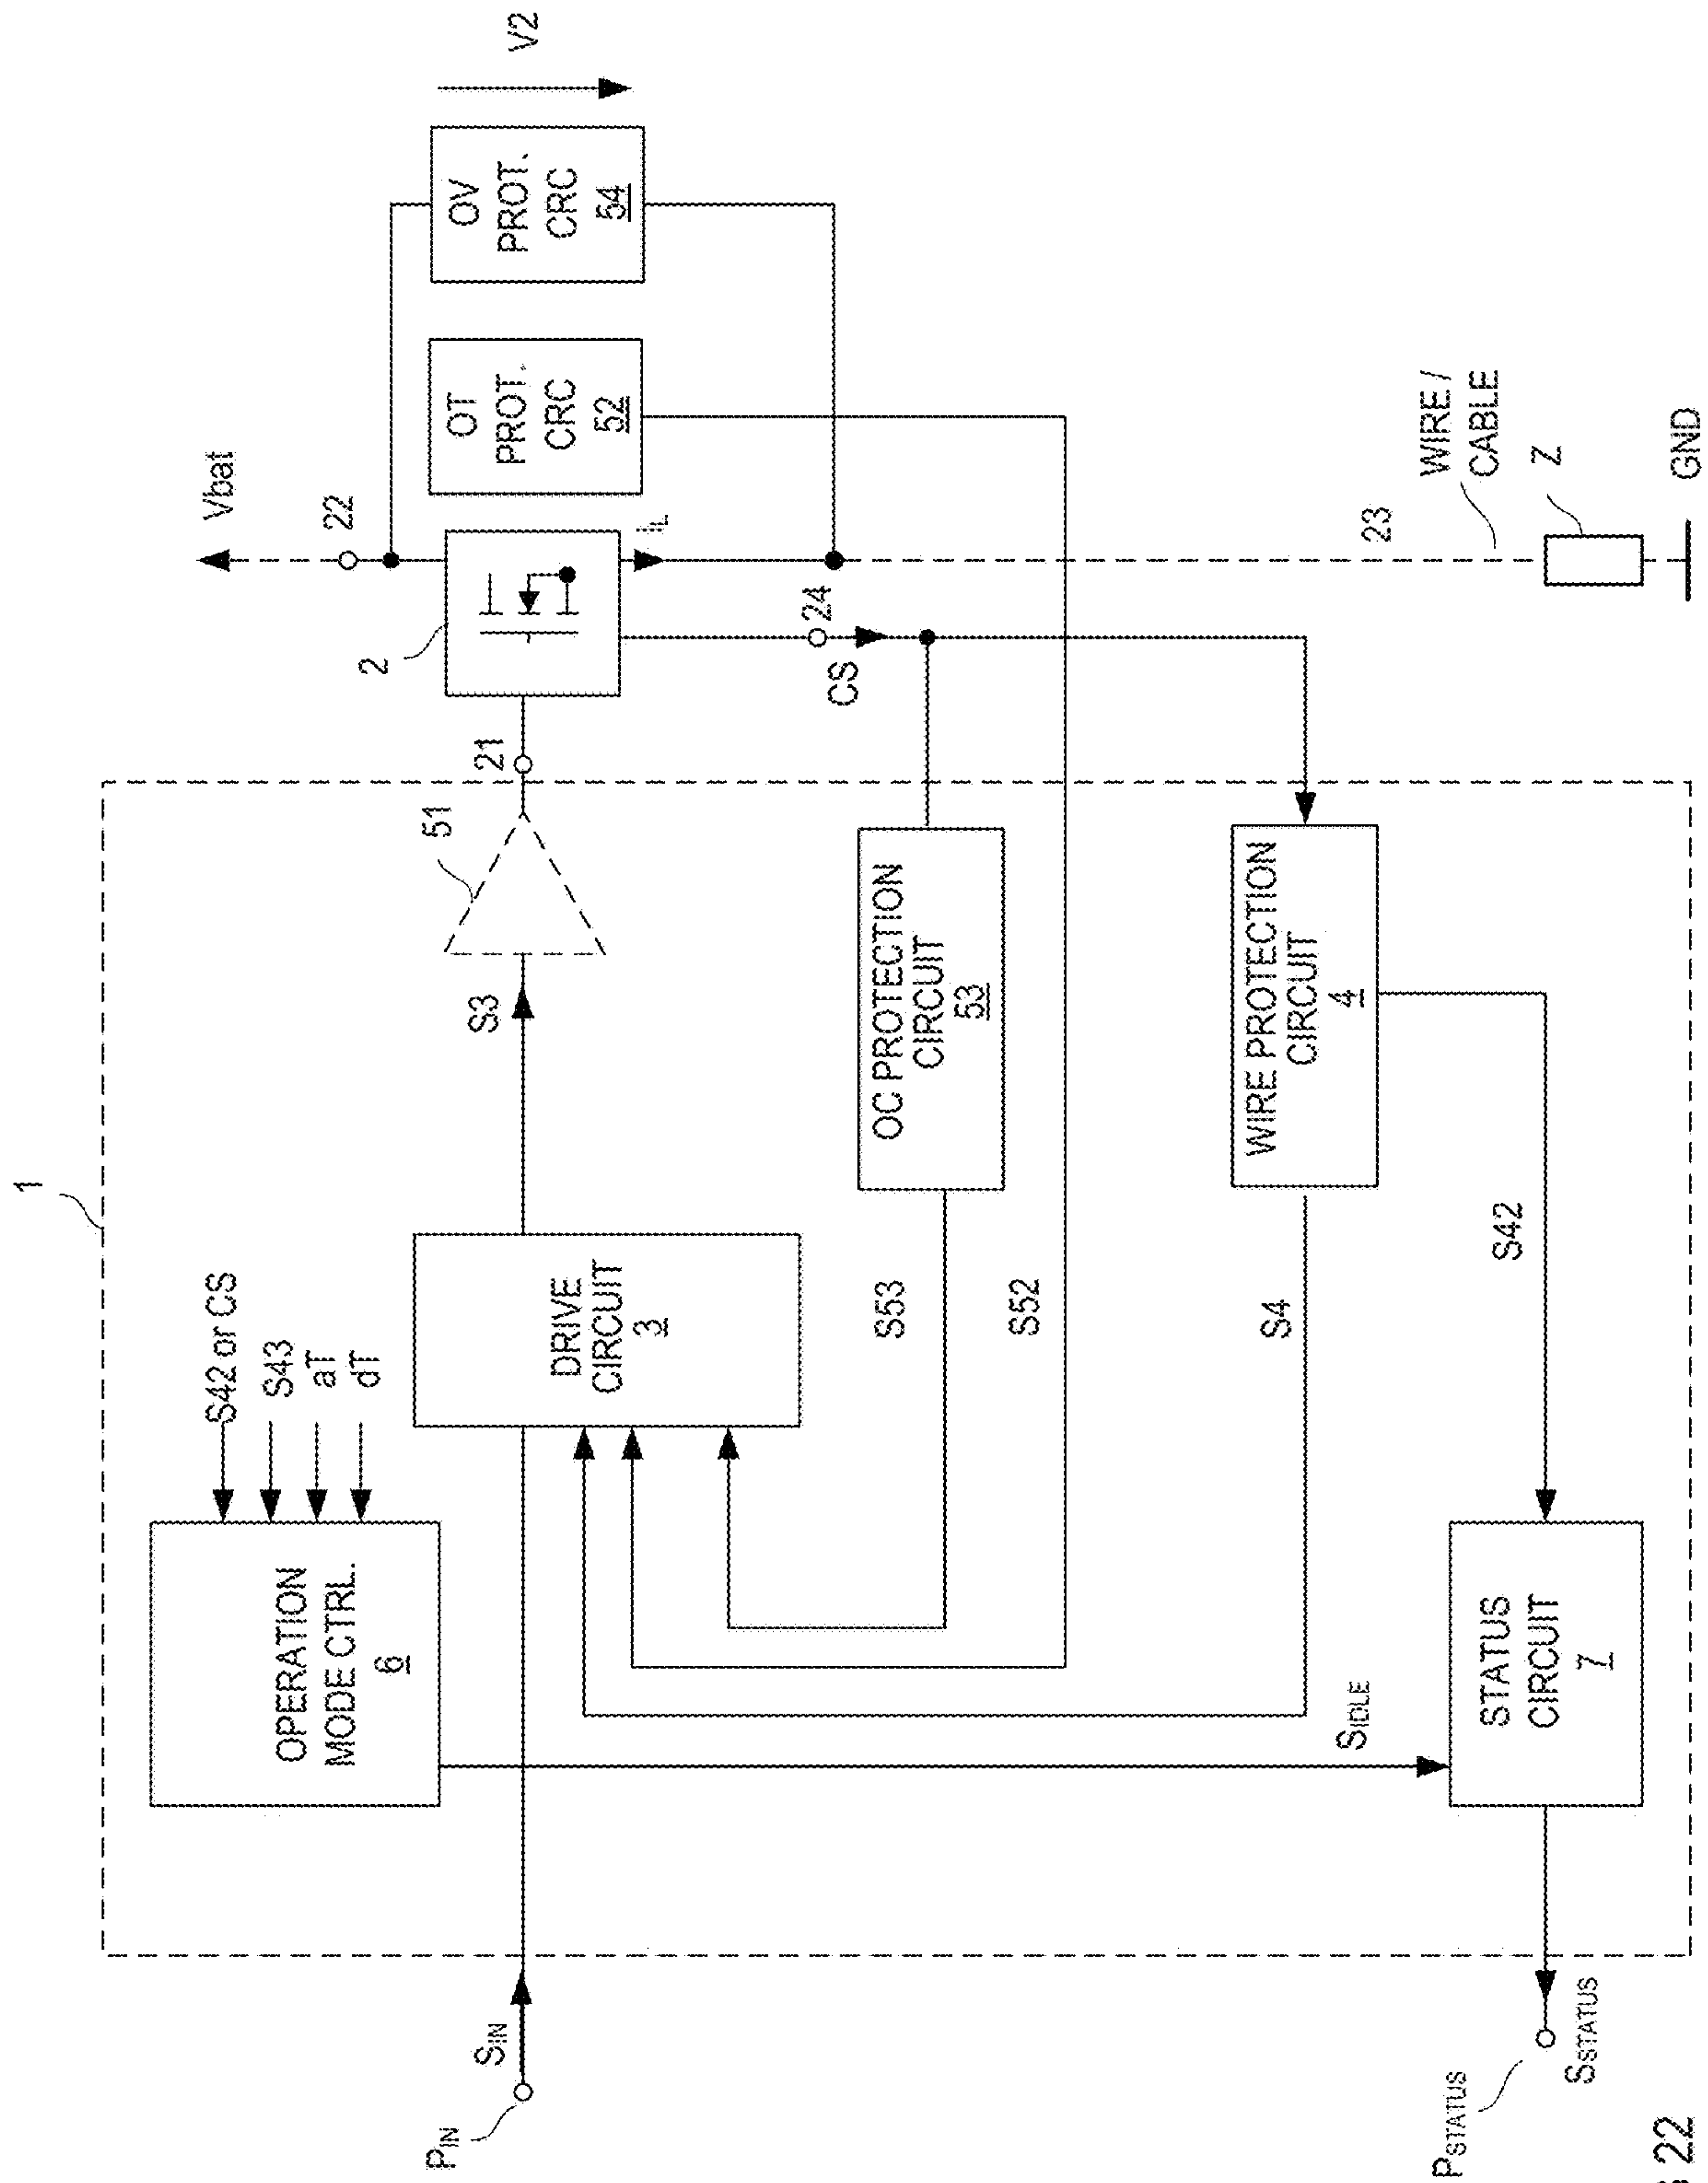 1
OPERATION
MODE CTRL.
6
S42 or CS
S43
aT
dT
DRIVE
CIRCUIT
3
S3
51
21
2
22
Vbat
OT
PROT.
CRC
52
OV
PROT.
CRC
54
V2
iL
24
CS
23
WIRE /
CABLE
Z
GND
OC PROTECTION
CIRCUIT
53
S53
S52
WIRE PROTECTION
CIRCUIT
4
S4
S42
SIDLE
STATUS
CIRCUIT
7
PIN
SIN
PSTATUS
SSTATUS
22